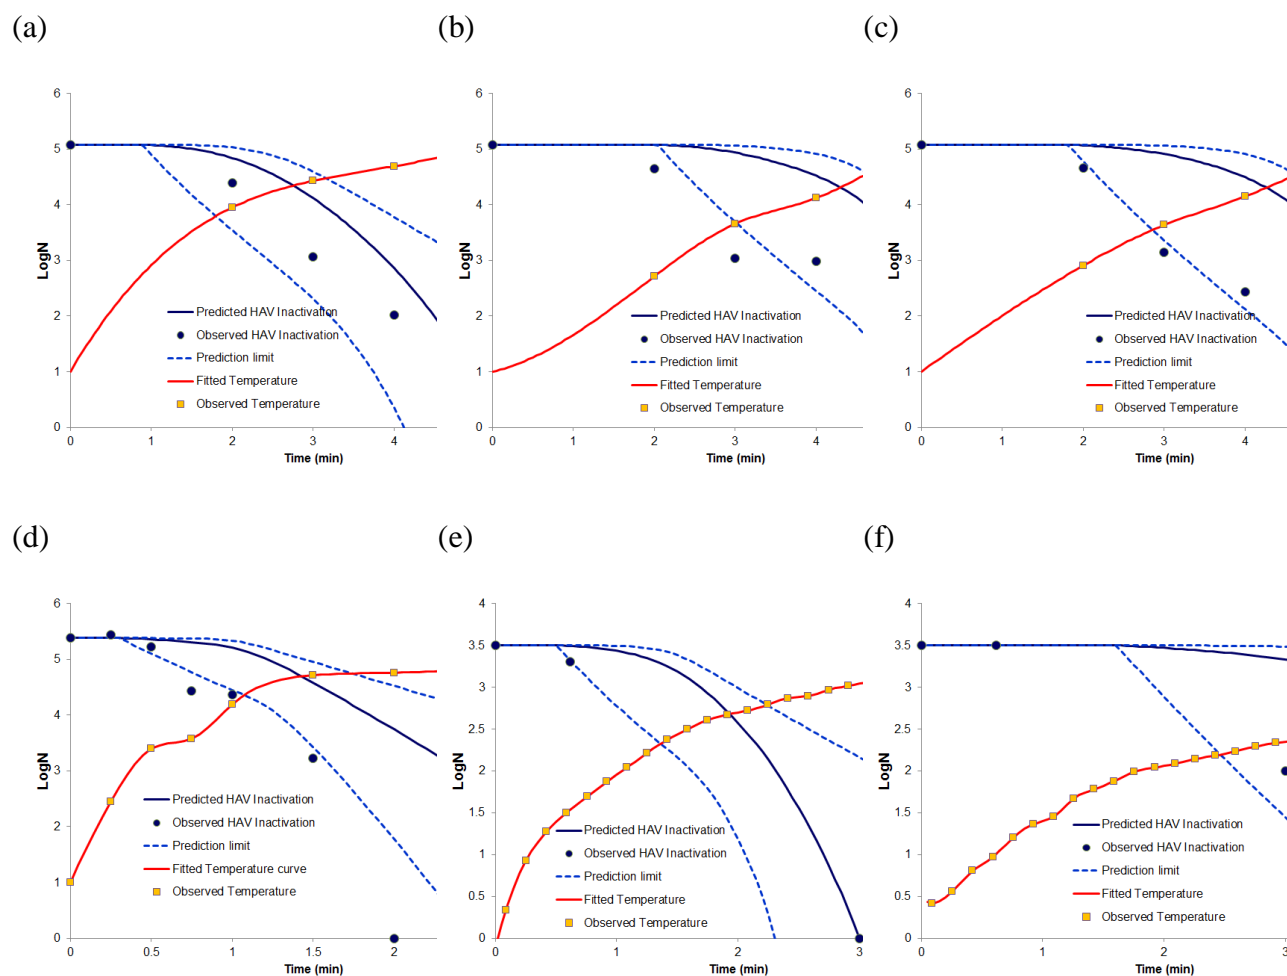 (a)
(b)
(c)
6
5
4
3
2
1
0
LogN
Predicted HAV Inactivation
Observed HAV Inactivation
Prediction limit
Fitted Temperature
Observed Temperature
0 1 2 3 4
Time (min)
6
5
4
3
2
1
0
LogN
Predicted HAV Inactivation
Observed HAV Inactivation
Prediction limit
Fitted Temperature
Observed Temperature
0 1 2 3 4
Time (min)
6
5
4
3
2
1
0
LogN
Predicted HAV Inactivation
Observed HAV Inactivation
Prediction limit
Fitted Temperature
Observed Temperature
0 1 2 3 4
Time (min)
(d)
(e)
(f)
6
5
4
3
2
1
0
LogN
Predicted HAV Inactivation
Observed HAV Inactivation
Prediction limit
Fitted Temperature curve
Observed Temperature
0 0.5 1 1.5 2
Time (min)
4
3.5
3
2.5
2
1.5
1
0.5
0
LogN
Predicted HAV Inactivation
Observed HAV Inactivation
Prediction limit
Fitted Temperature
Observed Temperature
0 1 2 3
Time (min)
4
3.5
3
2.5
2
1.5
1
0.5
0
LogN
Predicted HAV Inactivation
Observed HAV Inactivation
Prediction limit
Fitted Temperature
Observed Temperature
0 1 2 3
Time (min)